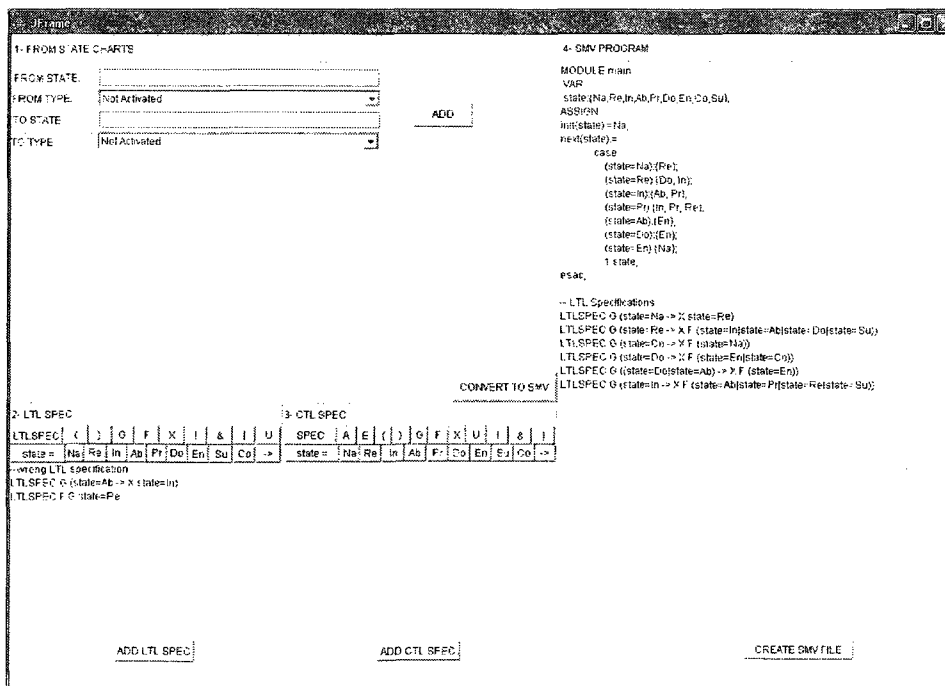 JFrame
1- FROM STATE CHARTS
FROM STATE:
FROM TYPE: Not Activated
TO STATE
TO TYPE Not Activated
ADD
CONVERT TO SMV
2- LTL SPEC
LTLSPEC ( ) G F X ! & | U
state = Na Re In Ab Pr Do En Su Co ->
3- CTL SPEC
SPEC A E ( ) G F X U ! & |
state = Na Re In Ab Pr Do En Su Co ->
--wrong LTL specification
LTLSPEC G (state=Ab -> X state=In)
LTLSPEC F G state=Re
ADD LTL SPEC
ADD CTL SPEC
4- SMV PROGRAM
MODULE main
VAR
state:{Na,Re,In,Ab,Pr,Do,En,Co,Su};
ASSIGN
init(state):=Na;
next(state):=
case
(state=Na):{Re};
(state=Re):{Do, In};
(state=In):{Ab, Pr};
(state=Pr):{In, Pr, Re};
(state=Ab):{En};
(state=Do):{En};
(state=En):{Na};
1:state;
esac;
-- LTL Specifications
LTLSPEC G (state=Na -> X state=Re)
LTLSPEC G (state=Re -> X F (state=In|state=Ab|state=Do|state=Su))
LTLSPEC G (state=Cn -> X F (state=Na))
LTLSPEC G (state=Do -> X F (state=En|state=Co))
LTLSPEC G ((state=Do|state=Ab) -> X F (state=En))
LTLSPEC G (state=In -> X F (state=Ab|state=Pr|state=Re|state=Su))
CREATE SMV FILE